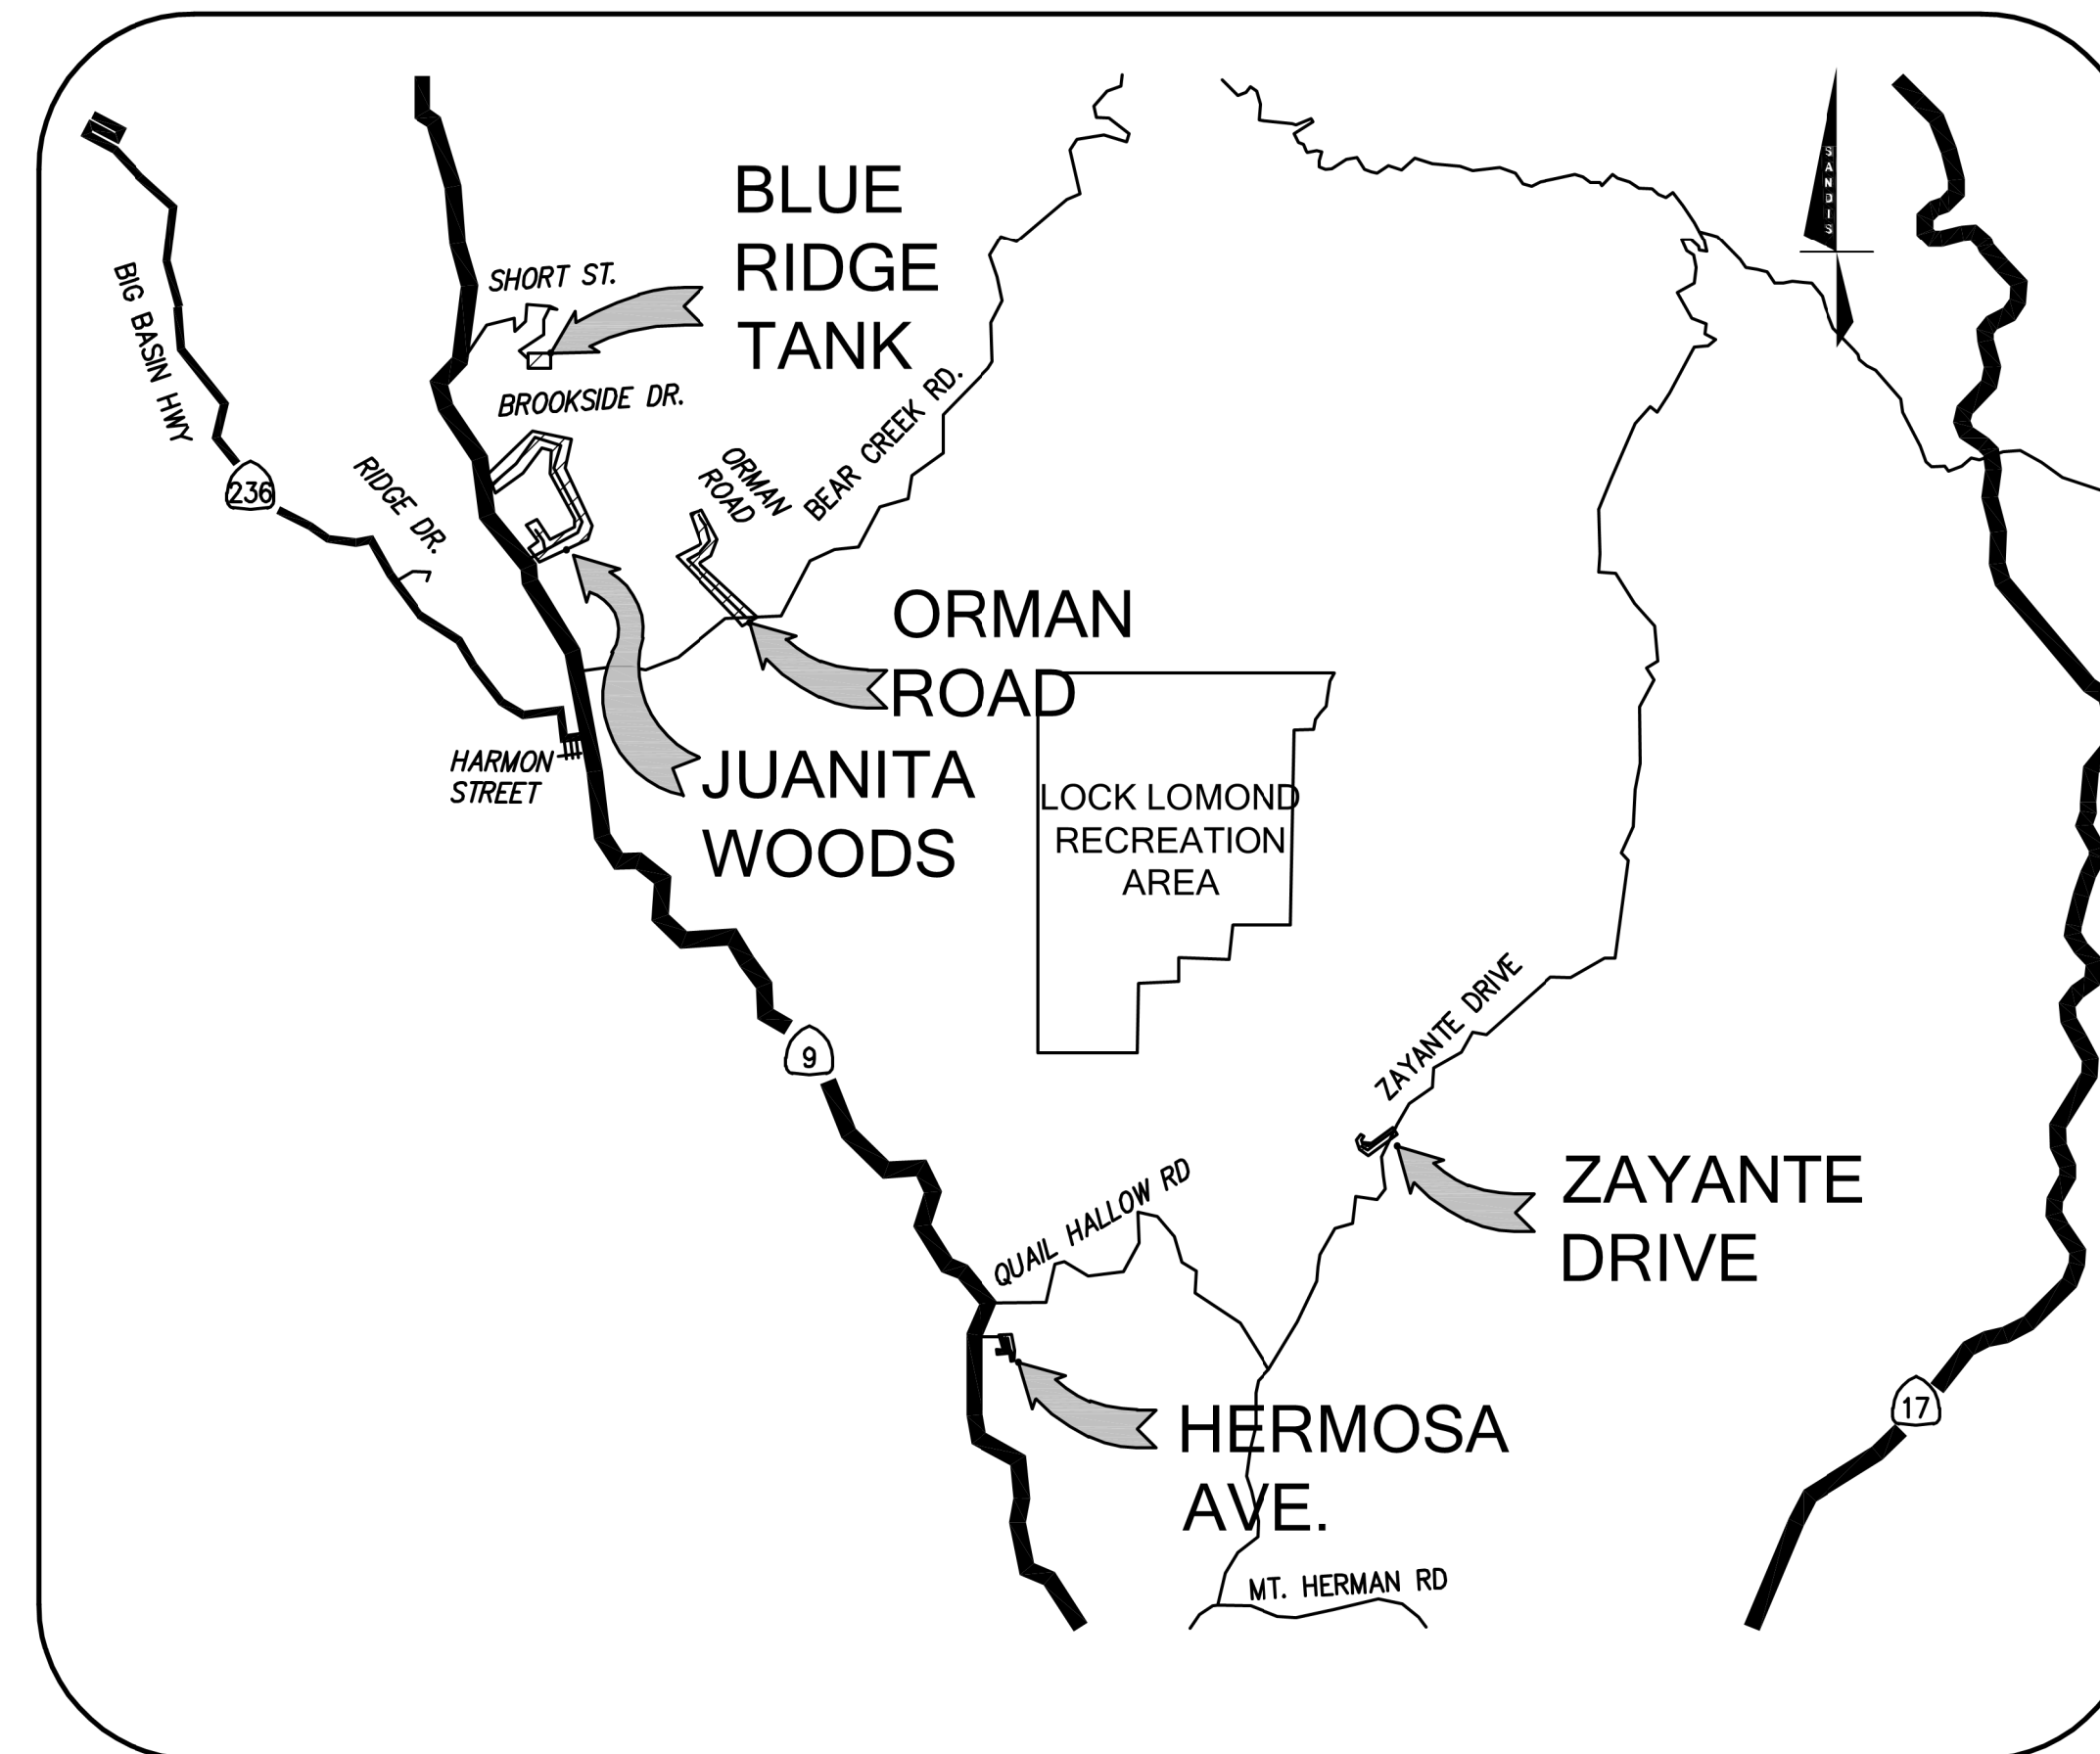 SANDIS
BLUE
RIDGE
TANK
SHORT ST.
BIG BASIN HWY
BROOKSIDE DR.
BEAR CREEK RD.
ORMAN
ROAD
RIDGE DR.
236
ORMAN
ROAD
HARMON
STREET
JUANITA
WOODS
LOCK LOMOND
RECREATION
AREA
ZAYANTE DRIVE
9
QUAIL HALLOW RD
ZAYANTE
DRIVE
17
HERMOSA
AVE.
MT. HERMAN RD